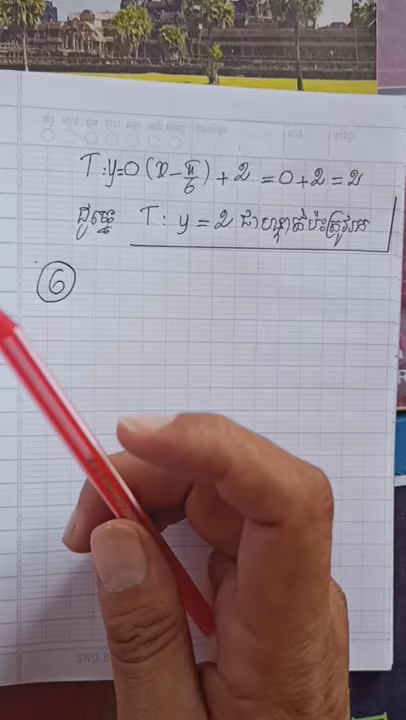 T : y = 0 (x - π/6) + 2 = 0 + 2 = 2
ដូច្នេះ T : y = 2 ជាបន្ទាត់ប៉ះត្រូវរក
6